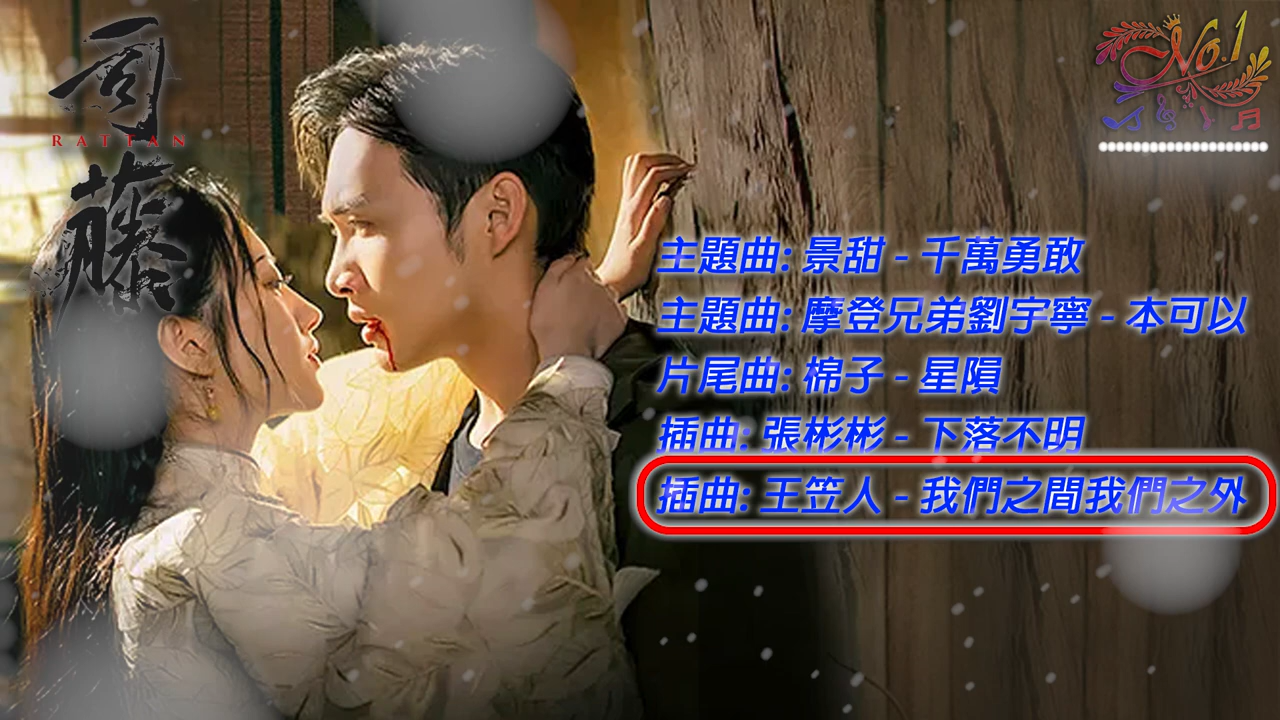 司藤
RATTAN
No.1
主題曲: 景甜 - 千萬勇敢
主題曲: 摩登兄弟劉宇寧 - 本可以
片尾曲: 棉子 - 星隕
插曲: 張彬彬 - 下落不明
插曲: 王笠人 - 我們之間我們之外